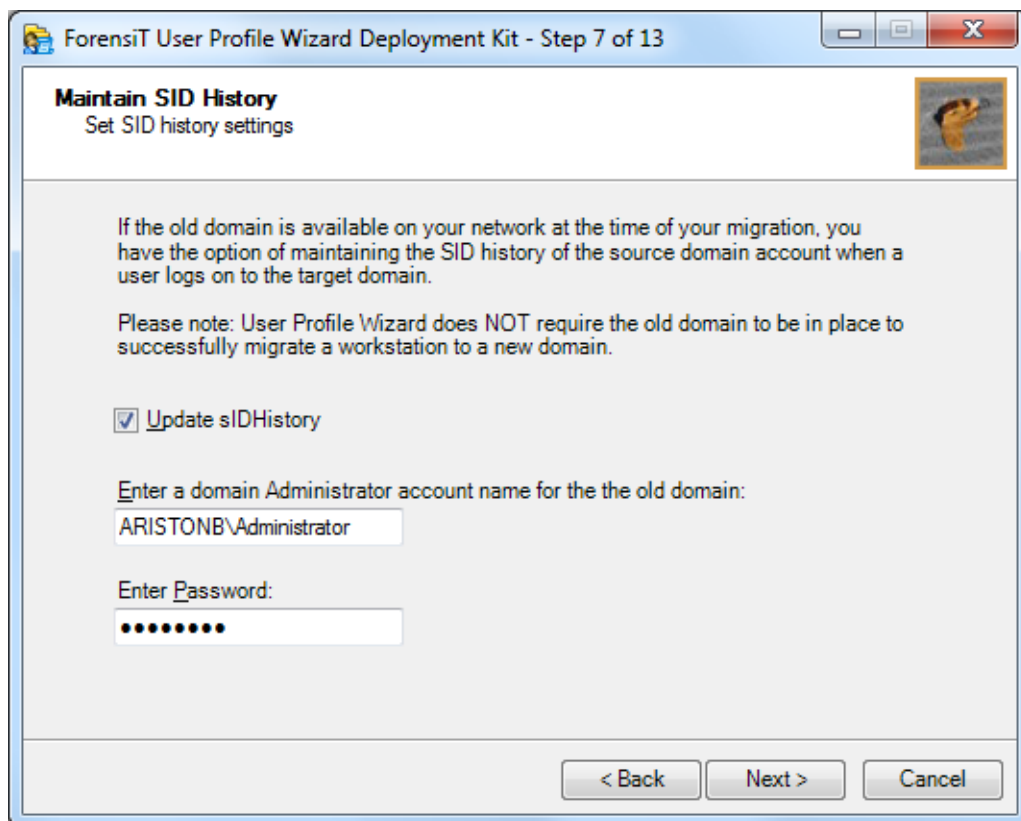 ForensiT User Profile Wizard Deployment Kit - Step 7 of 13
Maintain SID History
Set SID history settings
If the old domain is available on your network at the time of your migration, you
have the option of maintaining the SID history of the source domain account when a
user logs on to the target domain.
Please note: User Profile Wizard does NOT require the old domain to be in place to
successfully migrate a workstation to a new domain.
Update sIDHistory
Enter a domain Administrator account name for the the old domain:
ARISTONB\Administrator
Enter Password:
●●●●●●●●
< Back
Next >
Cancel